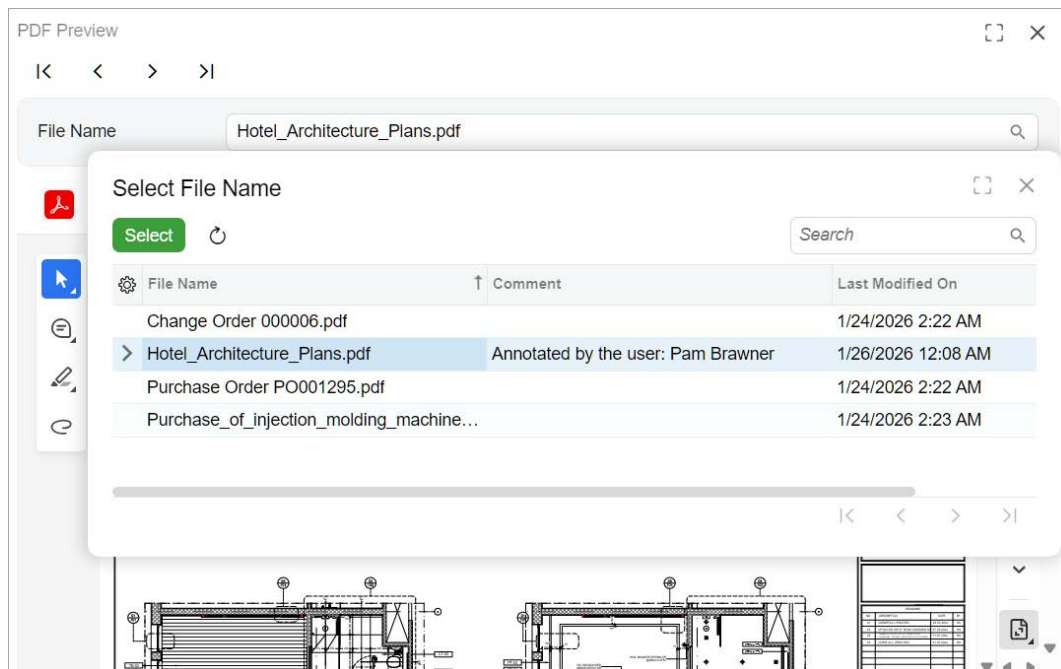 PDF Preview
File Name
Hotel_Architecture_Plans.pdf
Select File Name
Select
Search
File Name
Comment
Last Modified On
Change Order 000006.pdf
1/24/2026 2:22 AM
Hotel_Architecture_Plans.pdf
Annotated by the user: Pam Brawner
1/26/2026 12:08 AM
Purchase Order PO001295.pdf
1/24/2026 2:22 AM
Purchase_of_injection_molding_machine…
1/24/2026 2:23 AM